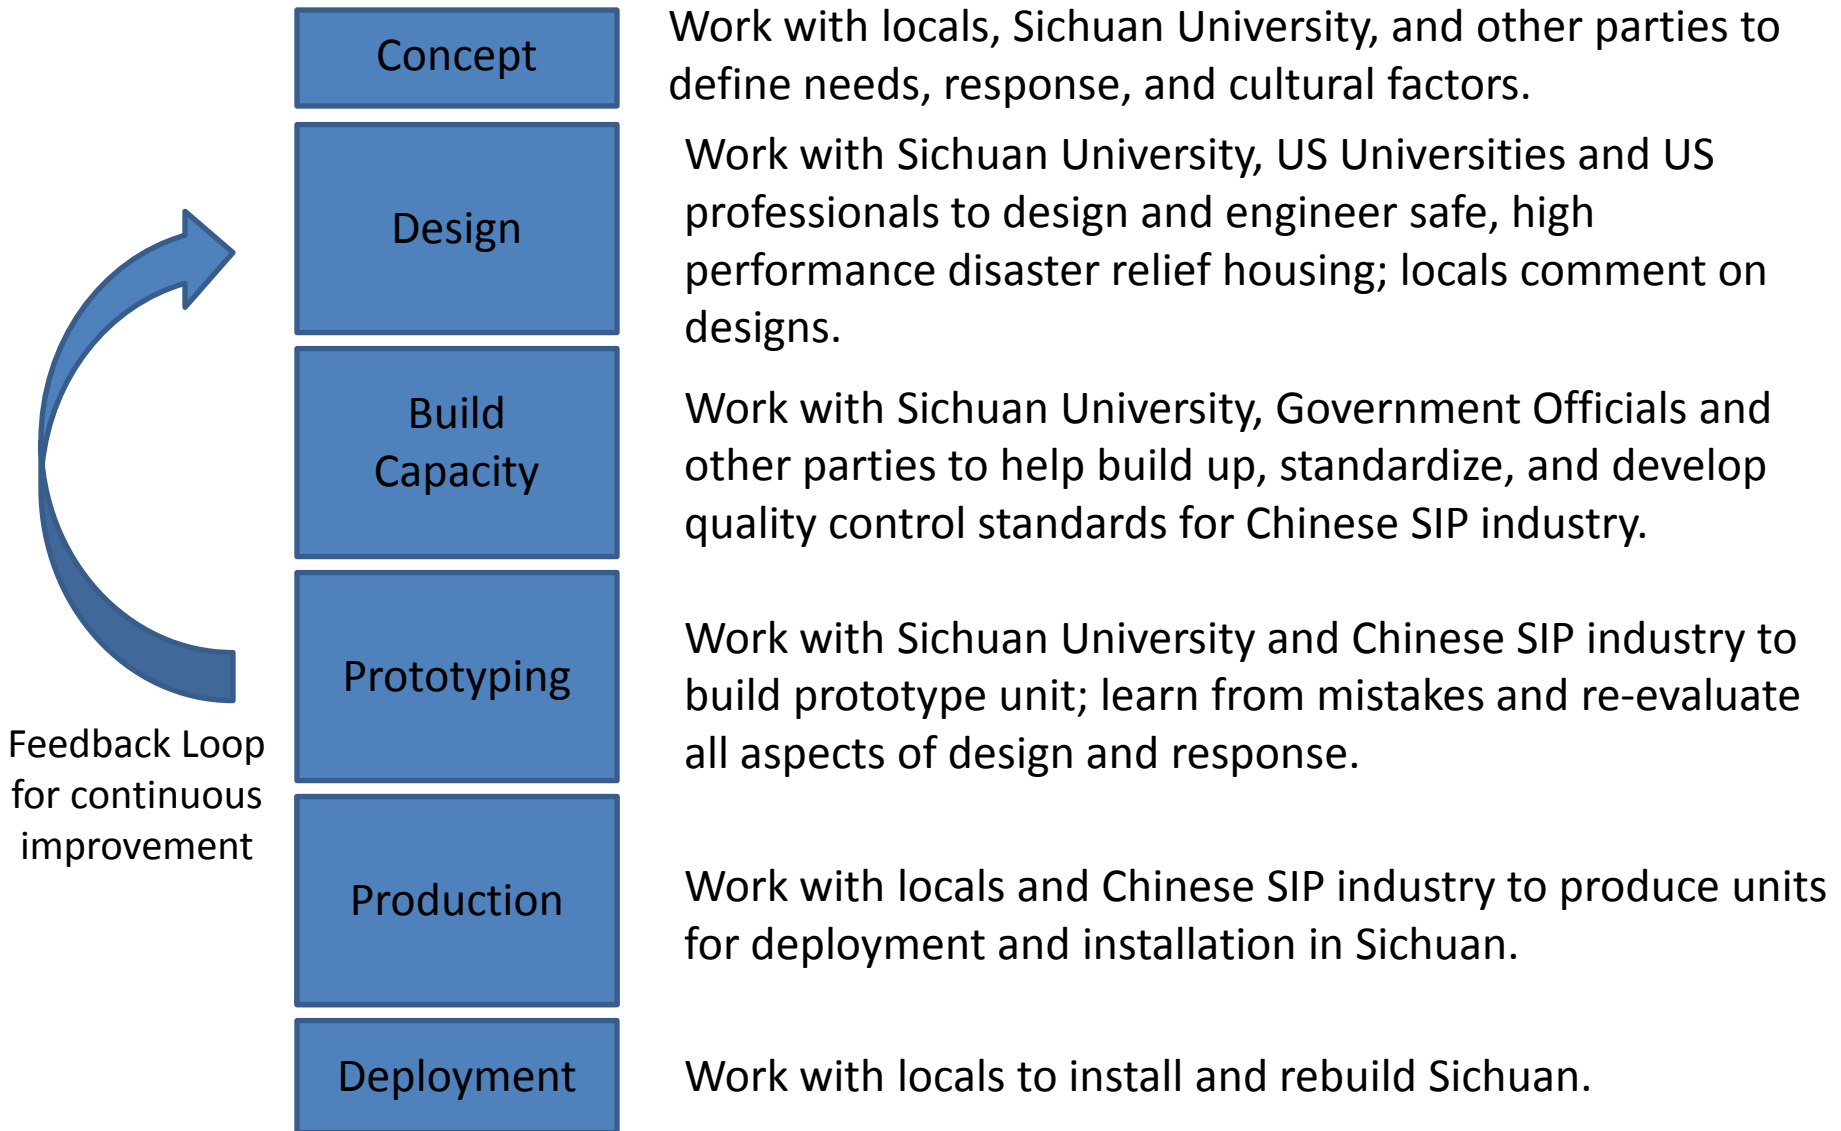 Concept
Work with locals, Sichuan University, and other parties to
define needs, response, and cultural factors.
Design
Work with Sichuan University, US Universities and US
professionals to design and engineer safe, high
performance disaster relief housing; locals comment on
designs.
Build
Capacity
Work with Sichuan University, Government Officials and
other parties to help build up, standardize, and develop
quality control standards for Chinese SIP industry.
Prototyping
Work with Sichuan University and Chinese SIP industry to
build prototype unit; learn from mistakes and re-evaluate
all aspects of design and response.
Feedback Loop
for continuous
improvement
Production
Work with locals and Chinese SIP industry to produce units
for deployment and installation in Sichuan.
Deployment
Work with locals to install and rebuild Sichuan.